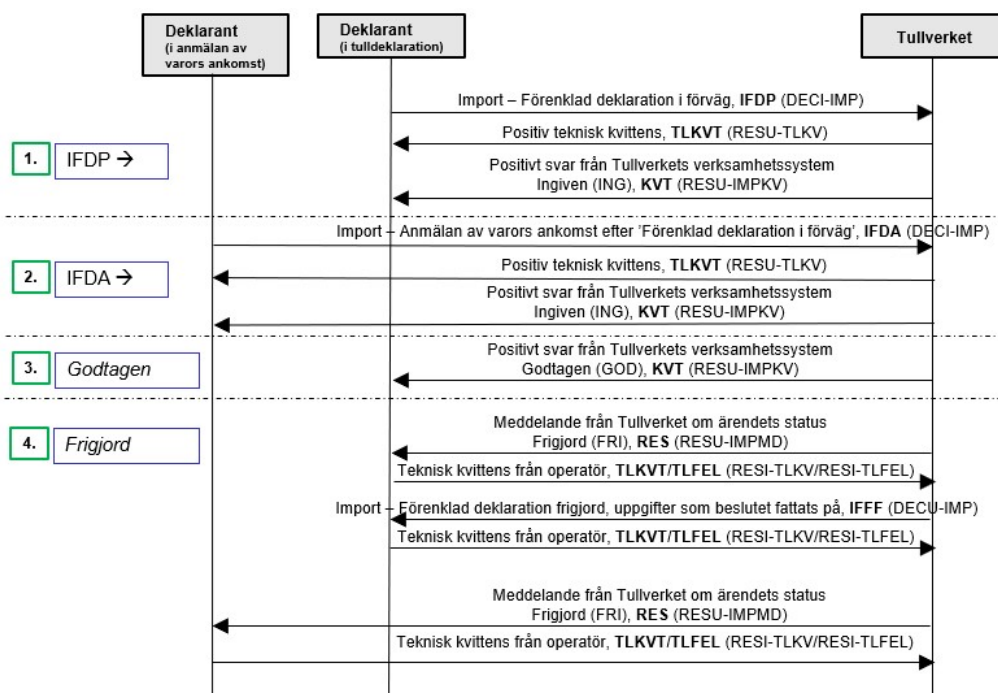 Deklarant
(i anmälan av
varors ankomst)
Deklarant
(i tulldeklaration)
Tullverket
Import – Förenklad deklaration i förväg, IFDP (DECI-IMP)
Positiv teknisk kvittens, TLKVT (RESU-TLKV)
1.
IFDP →
Positivt svar från Tullverkets verksamhetssystem
Ingiven (ING), KVT (RESU-IMPKV)
Import – Anmälan av varors ankomst efter 'Förenklad deklaration i förväg', IFDA (DECI-IMP)
Positiv teknisk kvittens, TLKVT (RESU-TLKV)
2.
IFDA →
Positivt svar från Tullverkets verksamhetssystem
Ingiven (ING), KVT (RESU-IMPKV)
3.
Godtagen
Positivt svar från Tullverkets verksamhetssystem
Godtagen (GOD), KVT (RESU-IMPKV)
4.
Frigjord
Meddelande från Tullverket om ärendets status
Frigjord (FRI), RES (RESU-IMPMD)
Teknisk kvittens från operatör, TLKVT/TLFEL (RESI-TLKV/RESI-TLFEL)
Import – Förenklad deklaration frigjord, uppgifter som beslutet fattats på, IFFF (DECU-IMP)
Teknisk kvittens från operatör, TLKVT/TLFEL (RESI-TLKV/RESI-TLFEL)
Meddelande från Tullverket om ärendets status
Frigjord (FRI), RES (RESU-IMPMD)
Teknisk kvittens från operatör, TLKVT/TLFEL (RESI-TLKV/RESI-TLFEL)